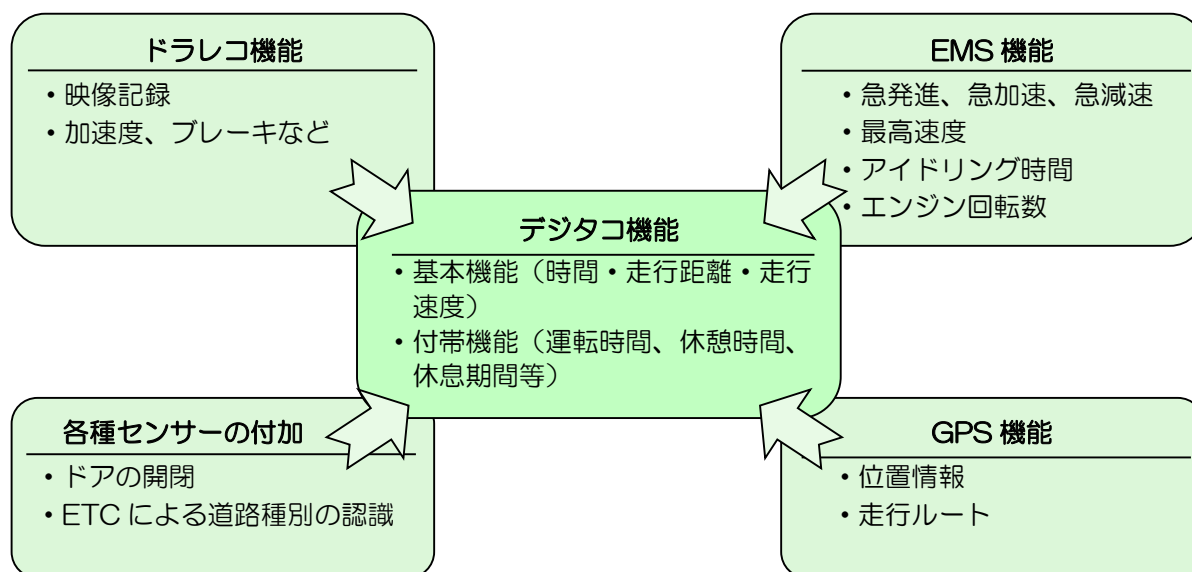 ドラレコ機能
・映像記録
・加速度、ブレーキなど
EMS 機能
・急発進、急加速、急減速
・最高速度
・アイドリング時間
・エンジン回転数
デジタコ機能
・基本機能（時間・走行距離・走行
速度）
・付帯機能（運転時間、休憩時間、
休息期間等）
各種センサーの付加
・ドアの開閉
・ETC による道路種別の認識
GPS 機能
・位置情報
・走行ルート